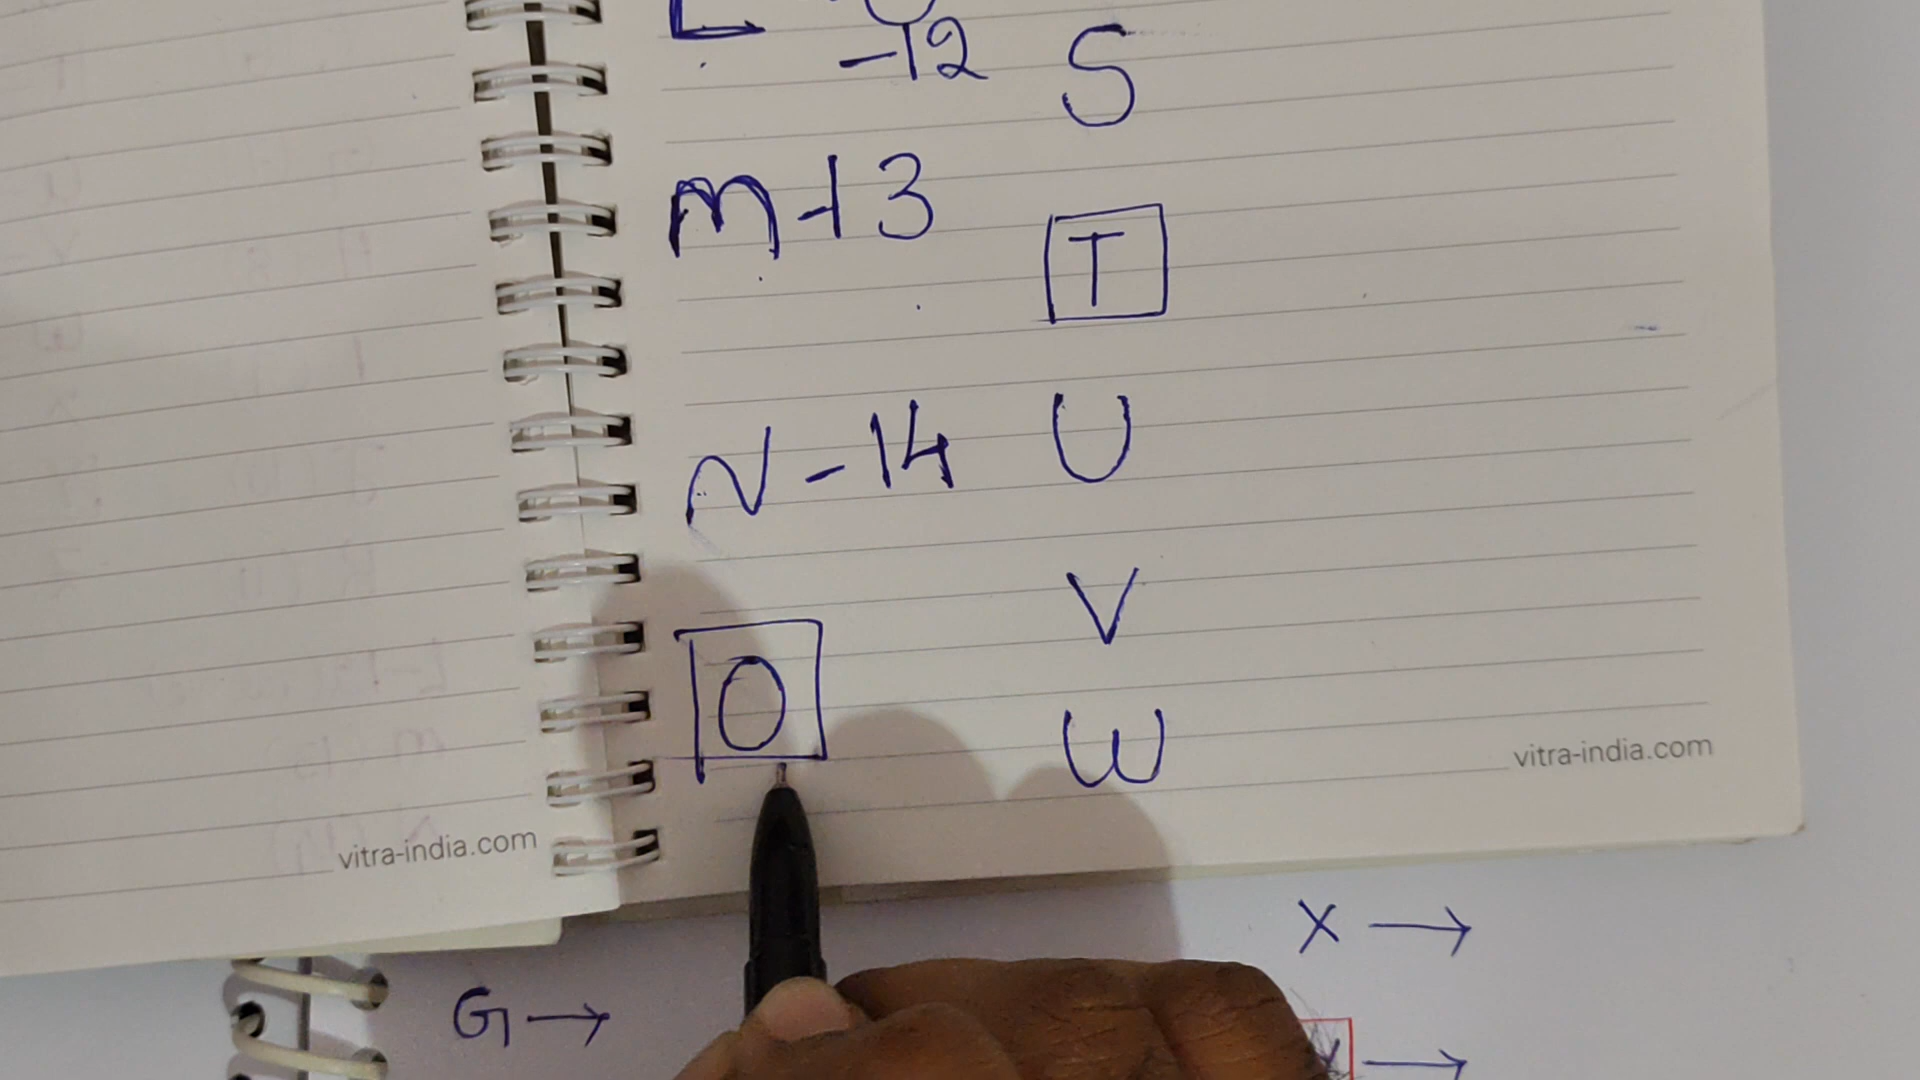 L -12 S
M-13
T
N-14 U
V
O
W
vitra-india.com
vitra-india.com
X →
G →
→